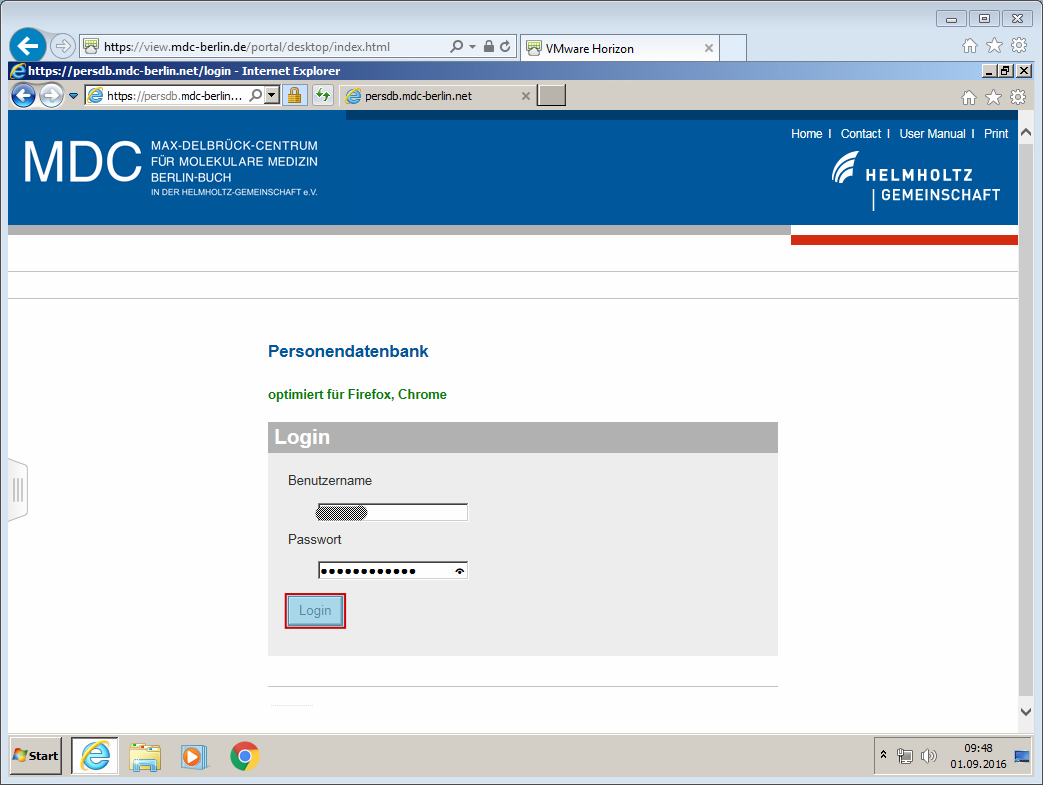 https://view.mdc-berlin.de/portal/desktop/index.html
VMware Horizon
https://persdb.mdc-berlin.net/login - Internet Explorer
https://persdb.mdc-berlin...
persdb.mdc-berlin.net
Home I Contact I User Manual I Print
MDC
MAX-DELBRÜCK-CENTRUM
FÜR MOLEKULARE MEDIZIN
BERLIN-BUCH
IN DER HELMHOLTZ-GEMEINSCHAFT e.V.
HELMHOLTZ
GEMEINSCHAFT
Personendatenbank
optimiert für Firefox, Chrome
Login
Benutzername
Passwort
Login
Start
09:48
01.09.2016